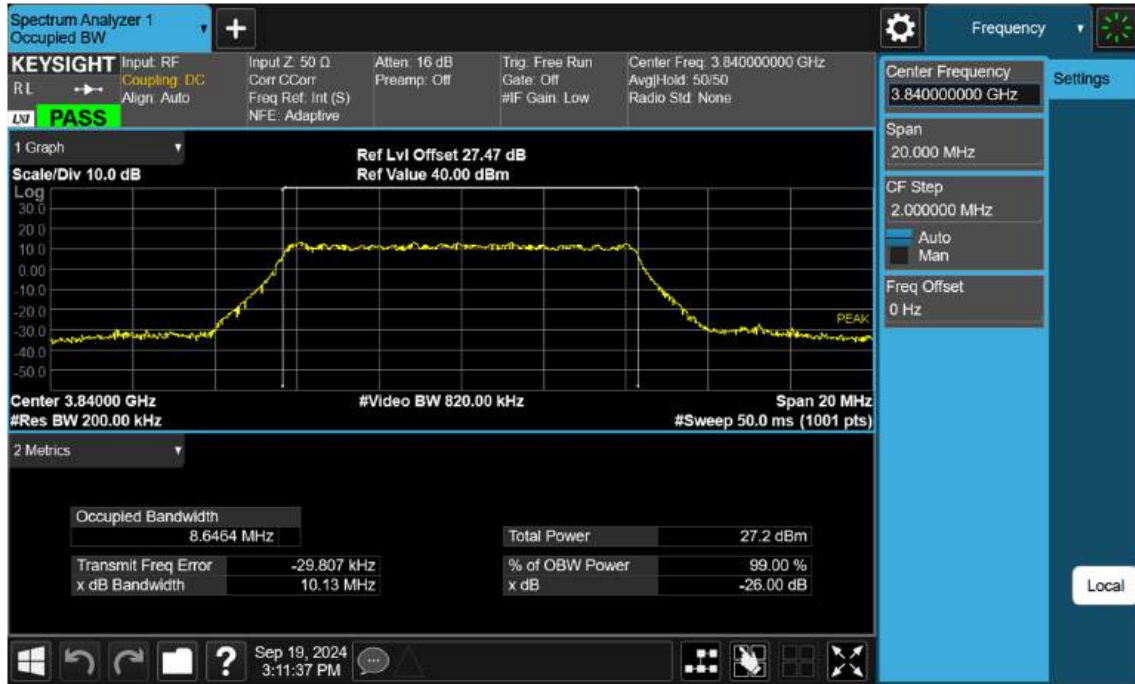 Spectrum Analyzer 1
Occupied BW
+
Frequency
KEYSIGHT
RL
LXI PASS
Input: RF
Coupling: DC
Align: Auto
Input Z: 50 Ω
Corr CCorr
Freq Ref: Int (S)
NFE: Adaptive
Atten: 16 dB
Preamp: Off
Trig: Free Run
Gate: Off
#IF Gain: Low
Center Freq: 3.840000000 GHz
Avg|Hold: 50/50
Radio Std: None
1 Graph
Scale/Div 10.0 dB
Ref Lvl Offset 27.47 dB
Ref Value 40.00 dBm
Log
30.0
20.0
10.0
0.00
-10.0
-20.0
-30.0
-40.0
-50.0
PEAK
Center 3.84000 GHz
#Video BW 820.00 kHz
Span 20 MHz
#Res BW 200.00 kHz
#Sweep 50.0 ms (1001 pts)
2 Metrics
Occupied Bandwidth
8.6464 MHz
Total Power 27.2 dBm
Transmit Freq Error -29.807 kHz
% of OBW Power 99.00 %
x dB Bandwidth 10.13 MHz
x dB -26.00 dB
Center Frequency
3.840000000 GHz
Settings
Span
20.000 MHz
CF Step
2.000000 MHz
Auto
Man
Freq Offset
0 Hz
Local
?
Sep 19, 2024
3:11:37 PM